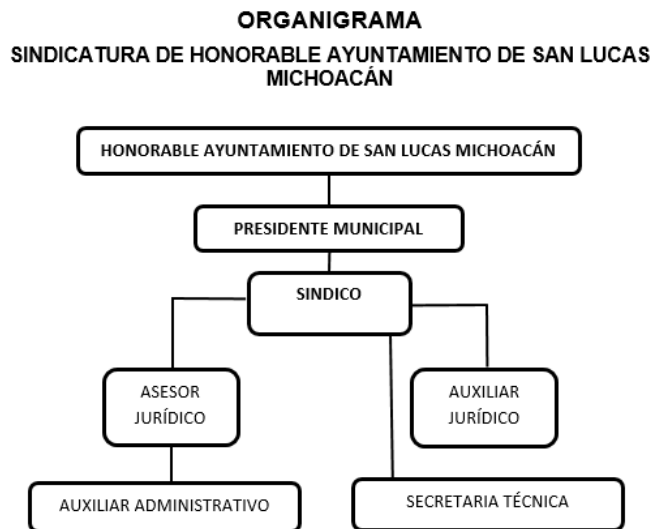 ORGANIGRAMA
SINDICATURA DE HONORABLE AYUNTAMIENTO DE SAN LUCAS
MICHOACÁN
HONORABLE AYUNTAMIENTO DE SAN LUCAS MICHOACÁN
PRESIDENTE MUNICIPAL
SINDICO
ASESOR
JURÍDICO
AUXILIAR
JURÍDICO
AUXILIAR ADMINISTRATIVO
SECRETARIA TÉCNICA